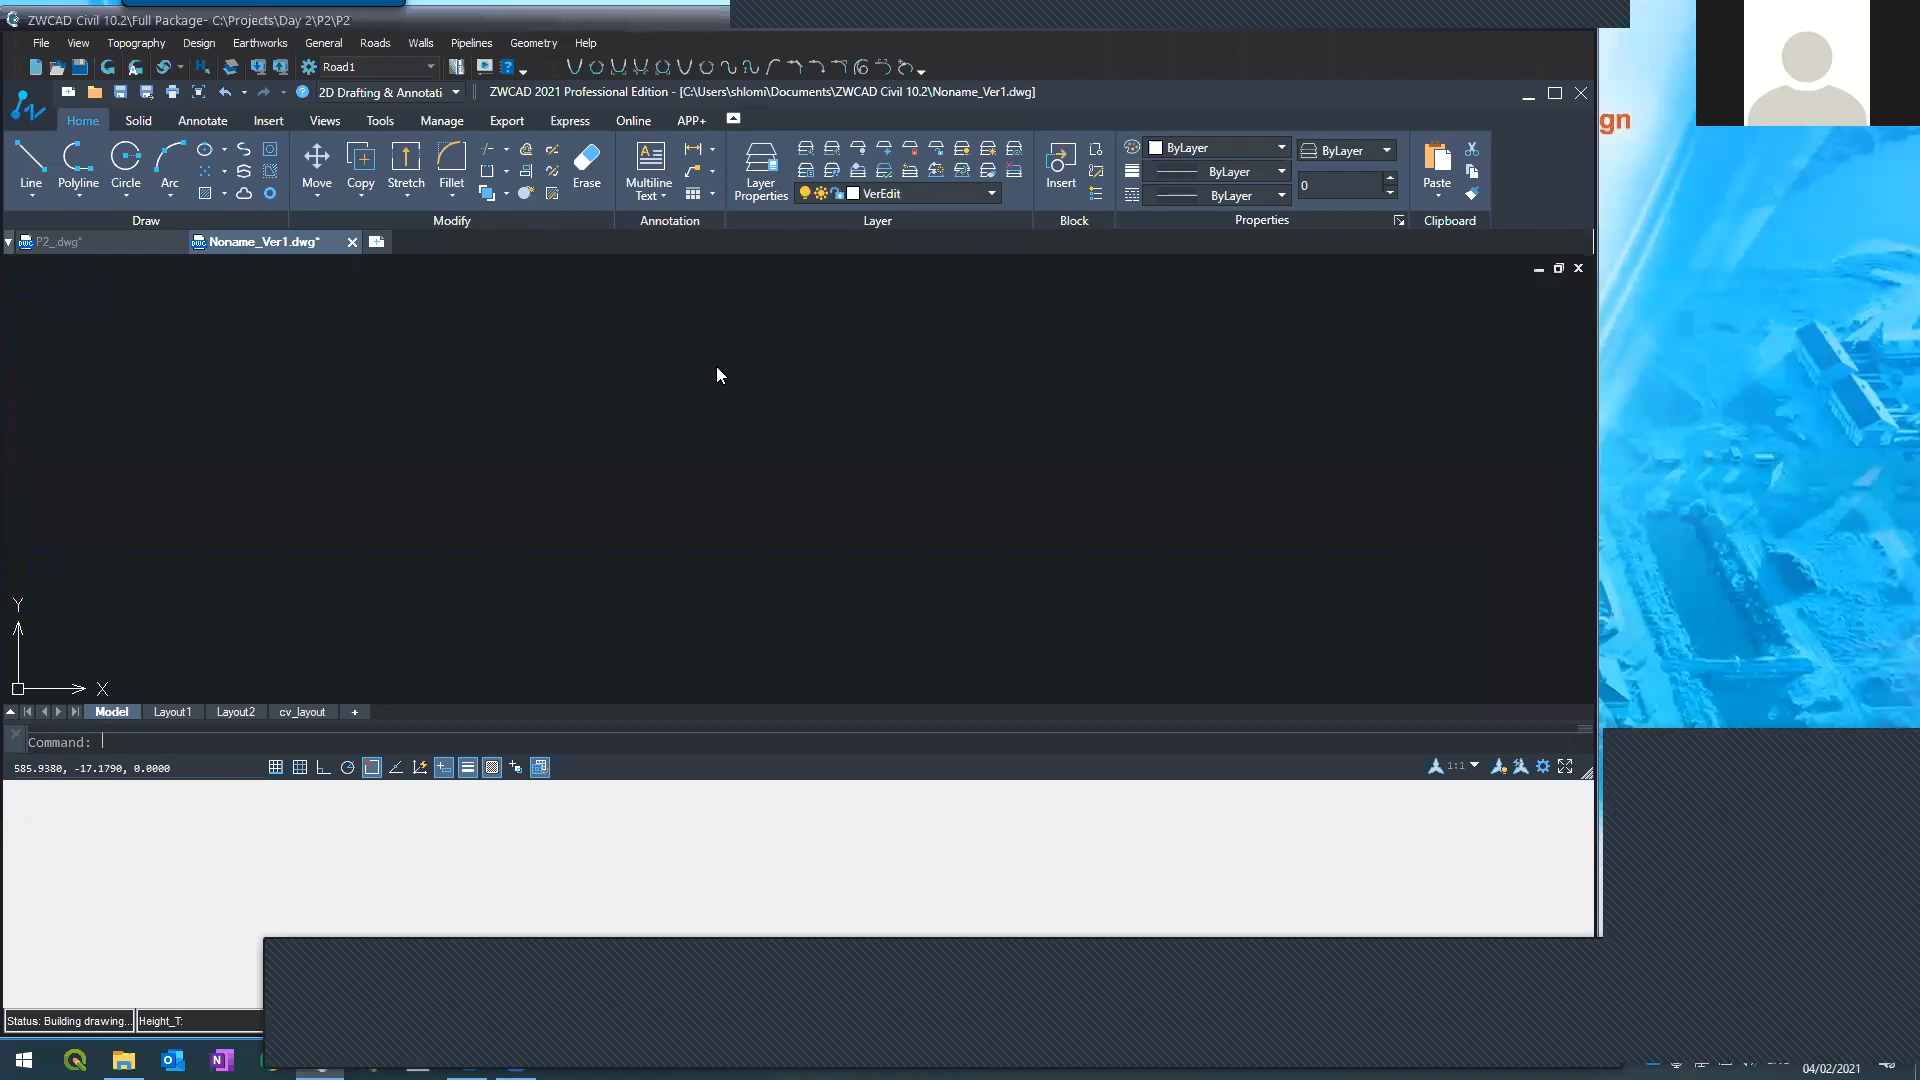 ZWCAD Civil 10.2\Full Package- C:\Projects\Day 2\P2\P2
File View Topography Design Earthworks General Roads Walls Pipelines Geometry Help
Road1
2D Drafting & Annotati
ZWCAD 2021 Professional Edition - [C:\Users\shlomi\Documents\ZWCAD Civil 10.2\Noname_Ver1.dwg]
gn
Home Solid Annotate Insert Views Tools Manage Export Express Online APP+
ByLayer
ByLayer
ByLayer
0
ByLayer
Line Polyline Circle Arc
Move Copy Stretch Fillet Erase
Multiline Text
Layer Properties
VerEdit
Insert
Paste
Draw Modify Annotation Layer Block Properties Clipboard
P2_.dwg*
Noname_Ver1.dwg*
Y
X
Model Layout1 Layout2 cv_layout +
Command:
585.9380, -17.1790, 0.0000
1:1
Status: Building drawing...
Height_T:
04/02/2021